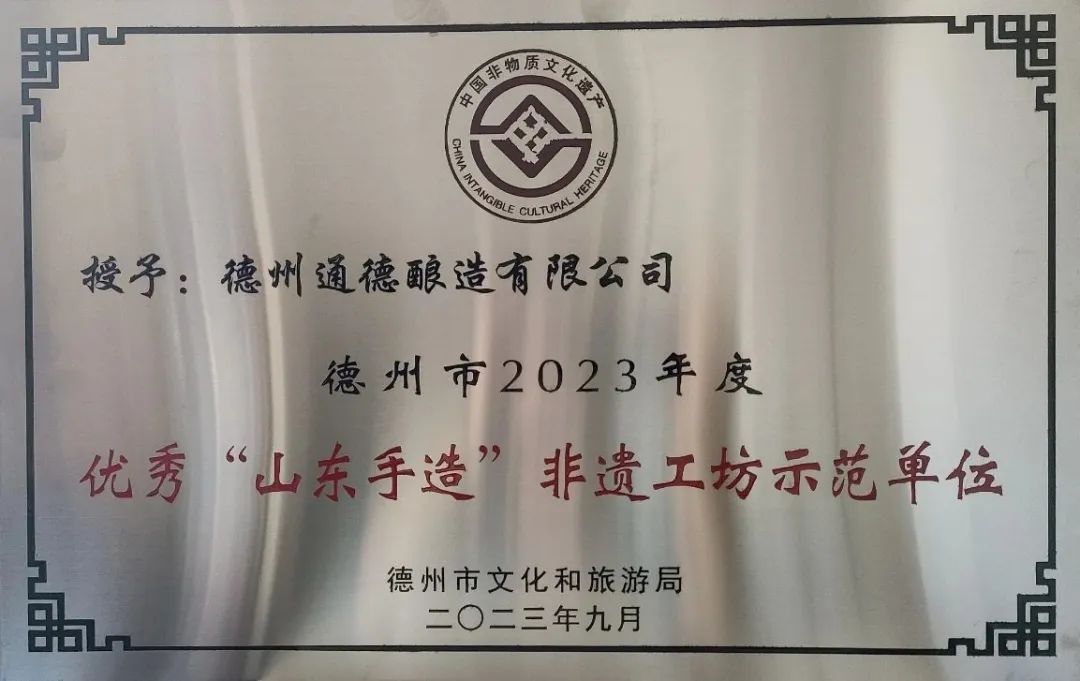 中国非物质文化遗产
CHINA INTANGIBLE CULTURAL HERITAGE
授予：德州通德酿造有限公司
德州市2023年度
优秀“山东手造”非遗工坊示范单位
德州市文化和旅游局
二〇二三年九月